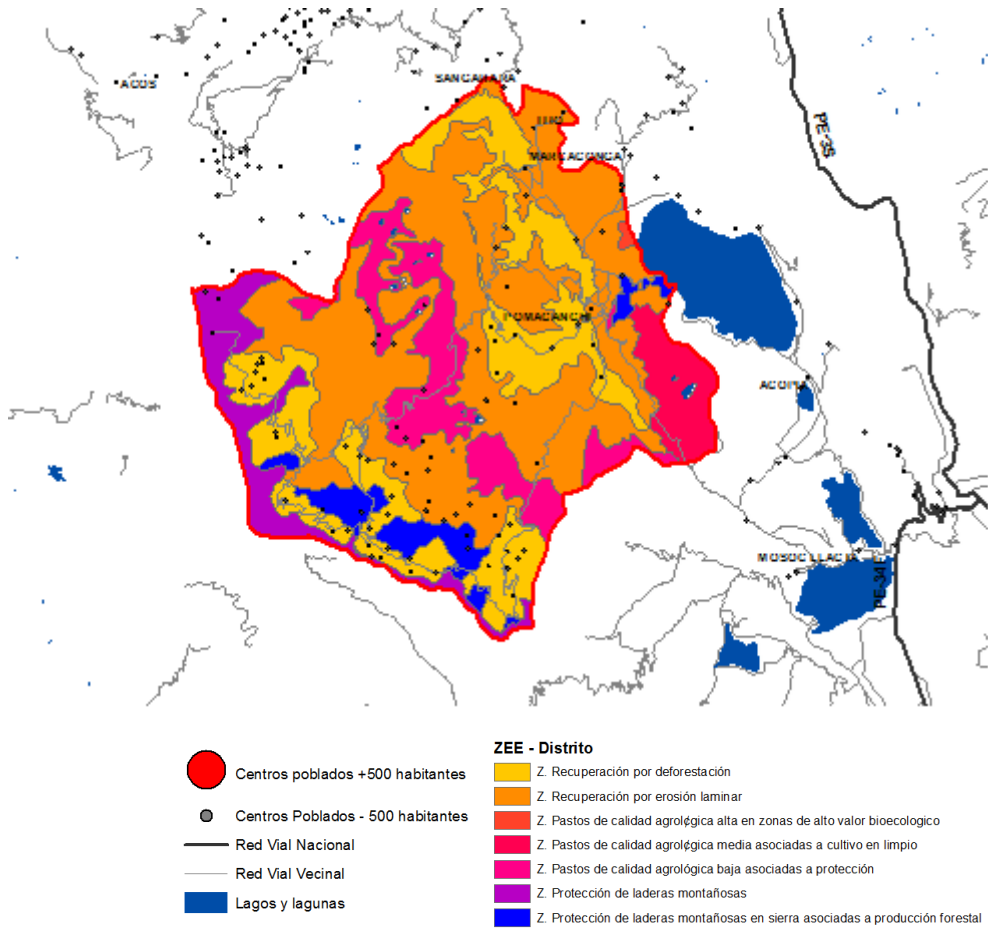 SANGARARA
ACOS
PE-3S
MARCACONGA
POMACANCHI
ACOPIA
MOSOC LLACTA
PE-34F
ZEE - Distrito
Centros poblados +500 habitantes
Z. Recuperación por deforestación
Z. Recuperación por erosión laminar
Centros Poblados - 500 habitantes
Z. Pastos de calidad agrológica alta en zonas de alto valor bioecologico
Red Vial Nacional
Z. Pastos de calidad agrológica media asociadas a cultivo en limpio
Red Vial Vecinal
Z. Pastos de calidad agrológica baja asociadas a protección
Lagos y lagunas
Z. Protección de laderas montañosas
Z. Protección de laderas montañosas en sierra asociadas a producción forestal